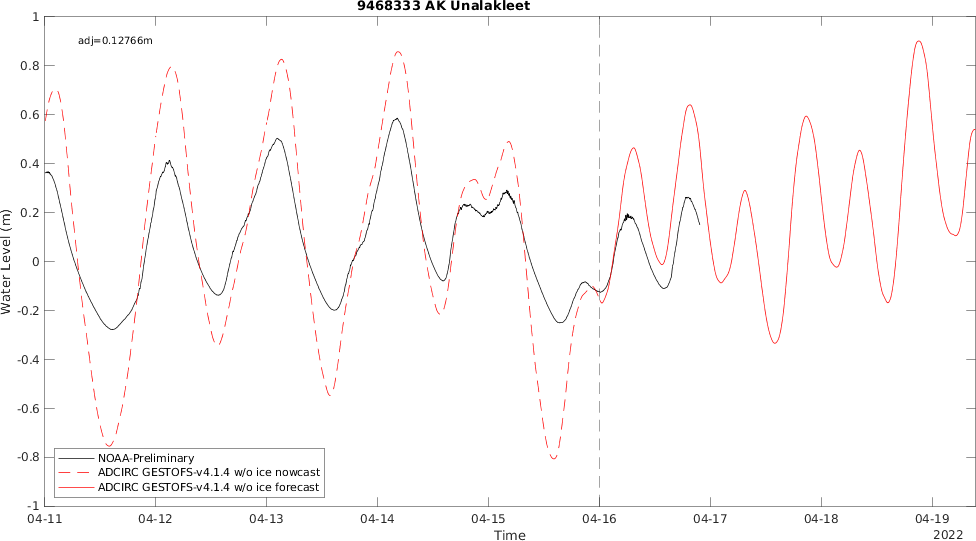 9468333 AK Unalakleet
adj=0.12766m
1
0.8
0.6
0.4
0.2
0
-0.2
-0.4
-0.6
-0.8
-1
Water Level (m)
NOAA-Preliminary
ADCIRC GESTOFS-v4.1.4 w/o ice nowcast
ADCIRC GESTOFS-v4.1.4 w/o ice forecast
04-11 04-12 04-13 04-14 04-15 04-16 04-17 04-18 04-19
Time
2022